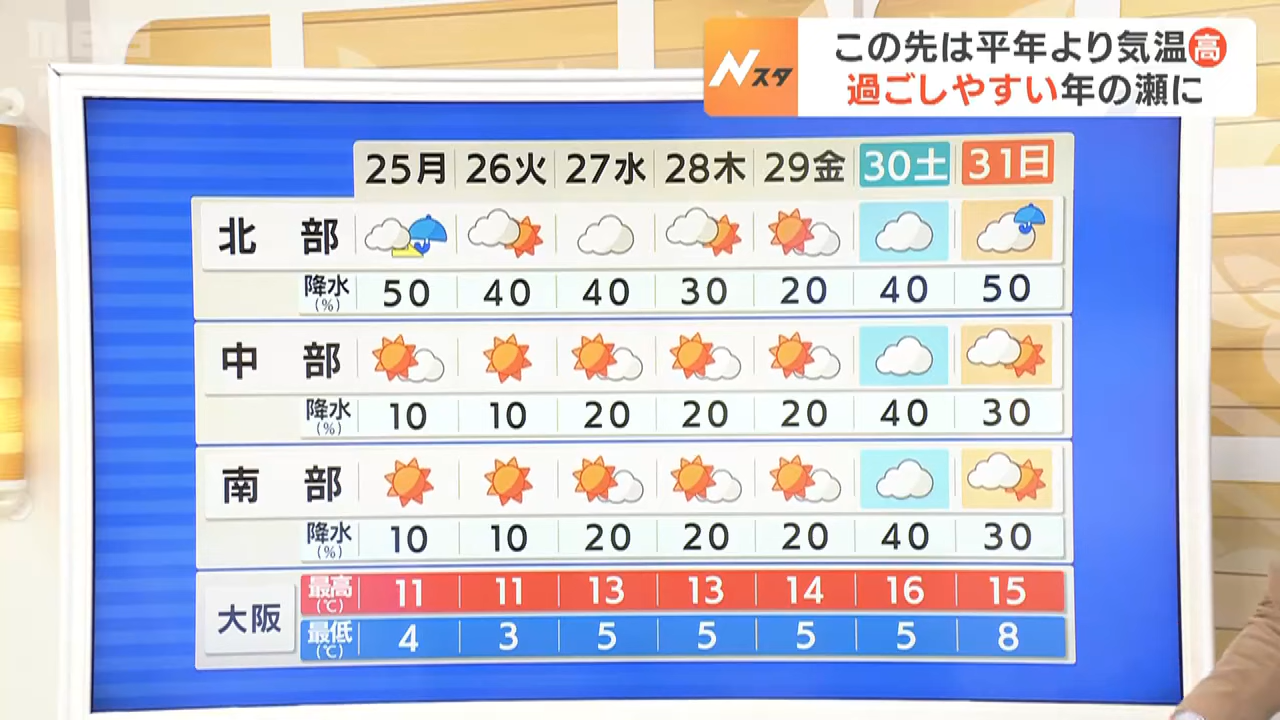 MBS
Nスタ
この先は平年より気温高
過ごしやすい年の瀬に
25月 26火 27水 28木 29金 30土 31日
北部
降水(%) 50 40 40 30 20 40 50
中部
降水(%) 10 10 20 20 20 40 30
南部
降水(%) 10 10 20 20 20 40 30
大阪
最高(℃) 11 11 13 13 14 16 15
最低(℃) 4 3 5 5 5 5 8